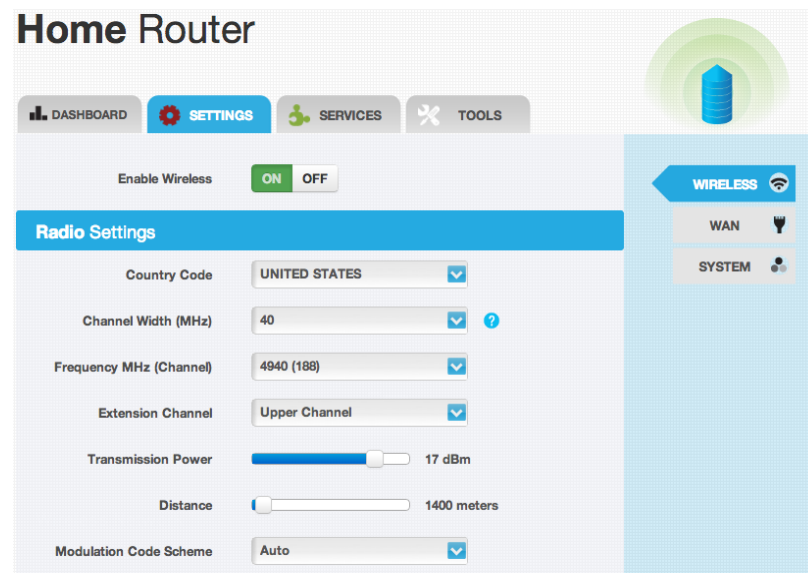 Home Router
DASHBOARD SETTINGS SERVICES TOOLS
Enable Wireless ON OFF
WIRELESS
WAN
SYSTEM
Radio Settings
Country Code UNITED STATES
Channel Width (MHz) 40 ?
Frequency MHz (Channel) 4940 (188)
Extension Channel Upper Channel
Transmission Power 17 dBm
Distance 1400 meters
Modulation Code Scheme Auto